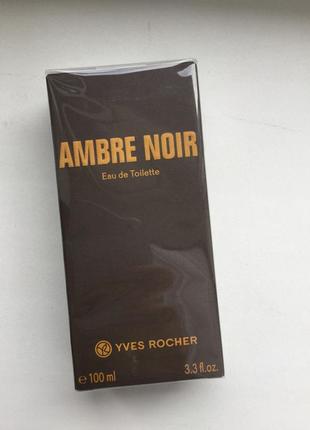 AMBRE NOIR
Eau de Toilette
YVES ROCHER
e 100 ml 3.3 fl.oz.